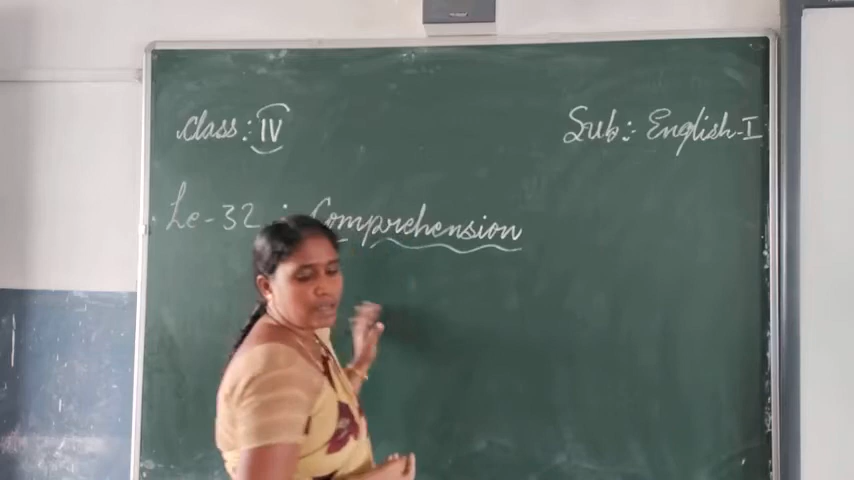 Class : IV
Sub :- English-I
Le-32 : Comprehension